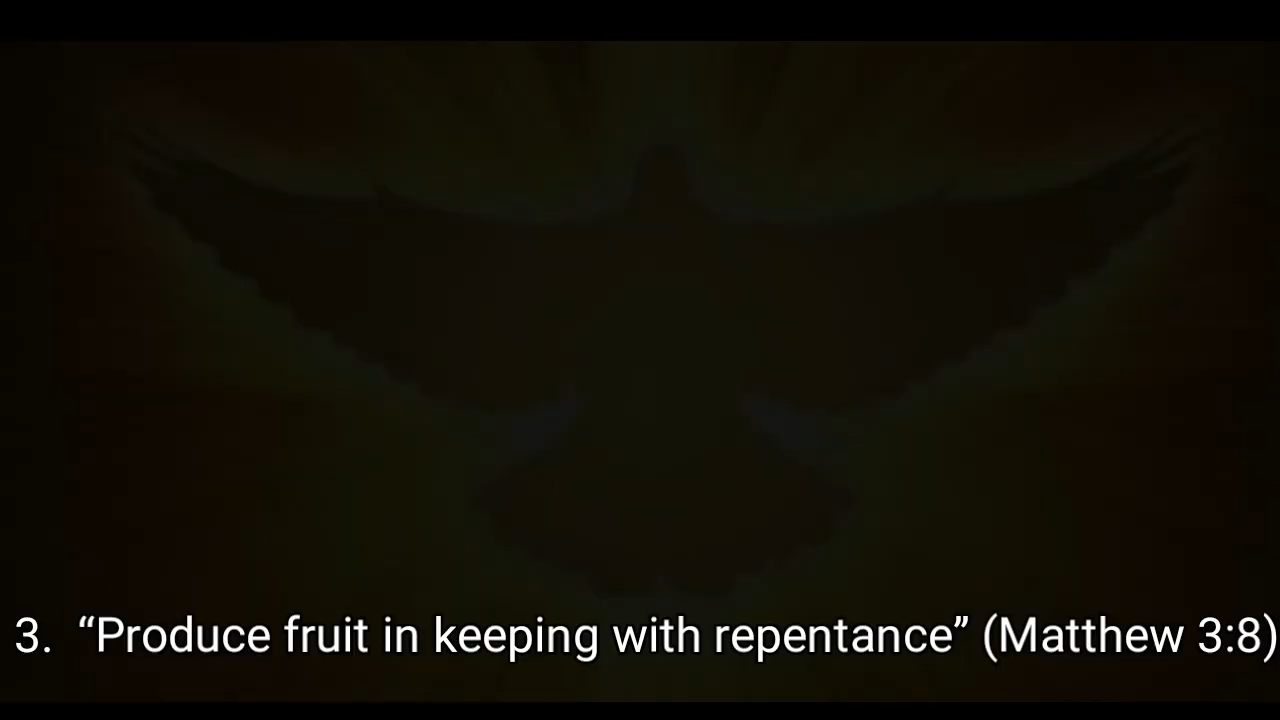 3. “Produce fruit in keeping with repentance” (Matthew 3:8)